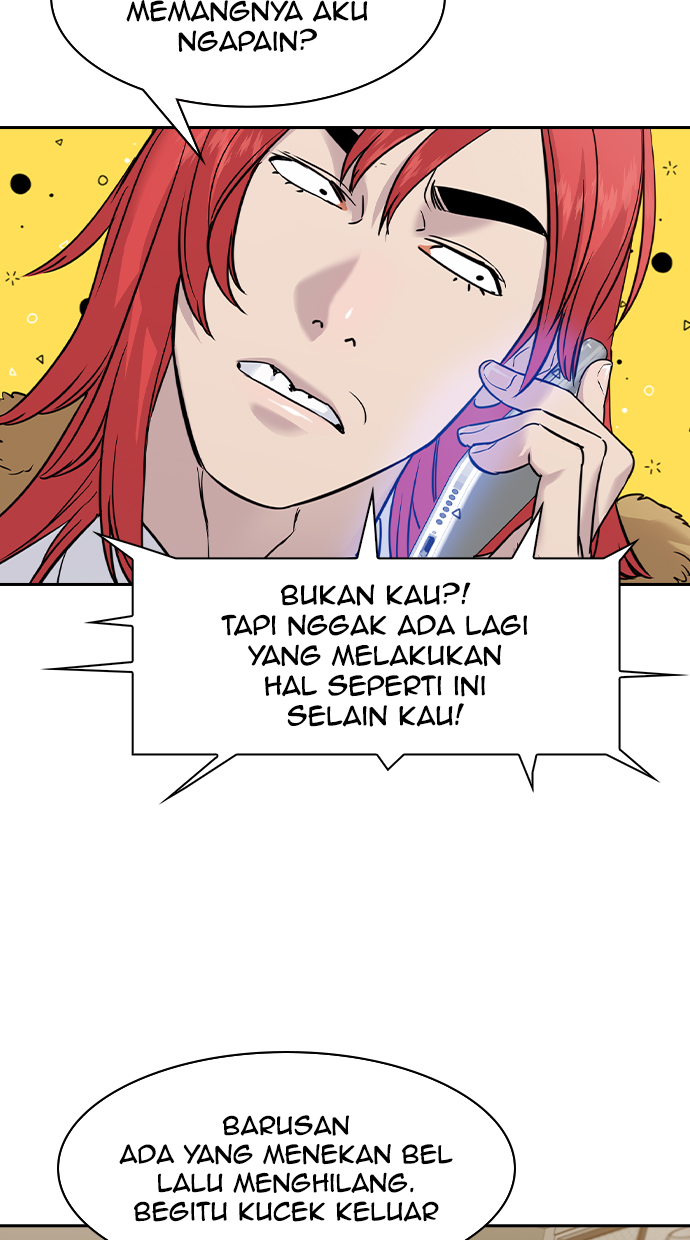 MEMANGNYA AKU
NGAPAIN?
BUKAN KAU?!
TAPI NGGAK ADA LAGI
YANG MELAKUKAN
HAL SEPERTI INI
SELAIN KAU!
BARUSAN
ADA YANG MENEKAN BEL
LALU MENGHILANG.
BEGITU KUCEK KELUAR